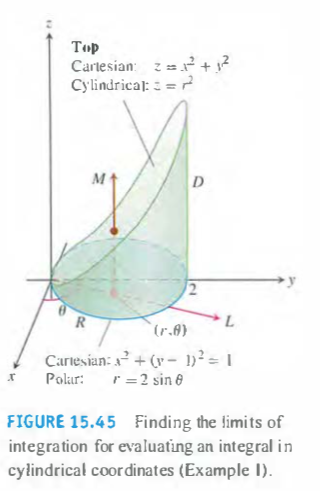 z
Top
Cartesian: z = x² + y²
Cylindrical: z = r²
M
D
2
y
θ
R
L
(r, θ)
Cartesian: x² + (y − 1)² = 1
x
Polar: r = 2 sin θ
FIGURE 15.45 Finding the limits of
integration for evaluating an integral in
cylindrical coordinates (Example 1).